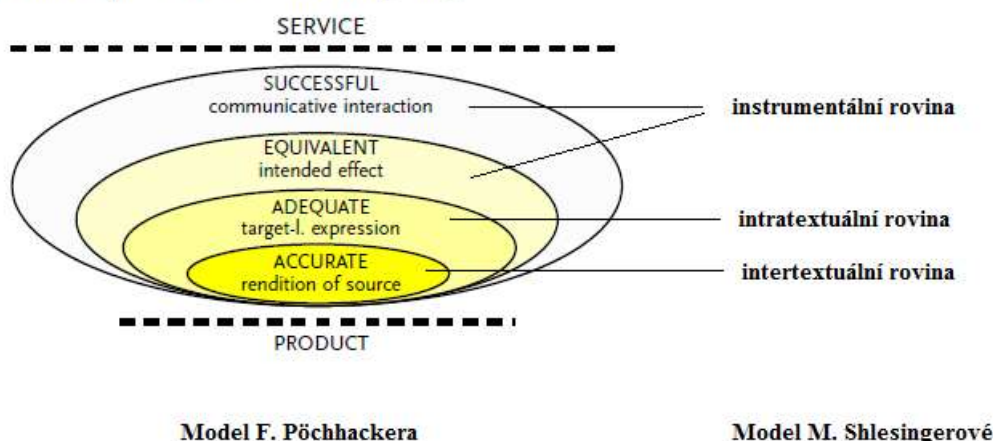 SERVICE
SUCCESSFUL
communicative interaction
instrumentální rovina
EQUIVALENT
intended effect
ADEQUATE
target-l. expression
intratextuální rovina
ACCURATE
rendition of source
intertextuální rovina
PRODUCT
Model F. Pöchhackera
Model M. Shlesingerové